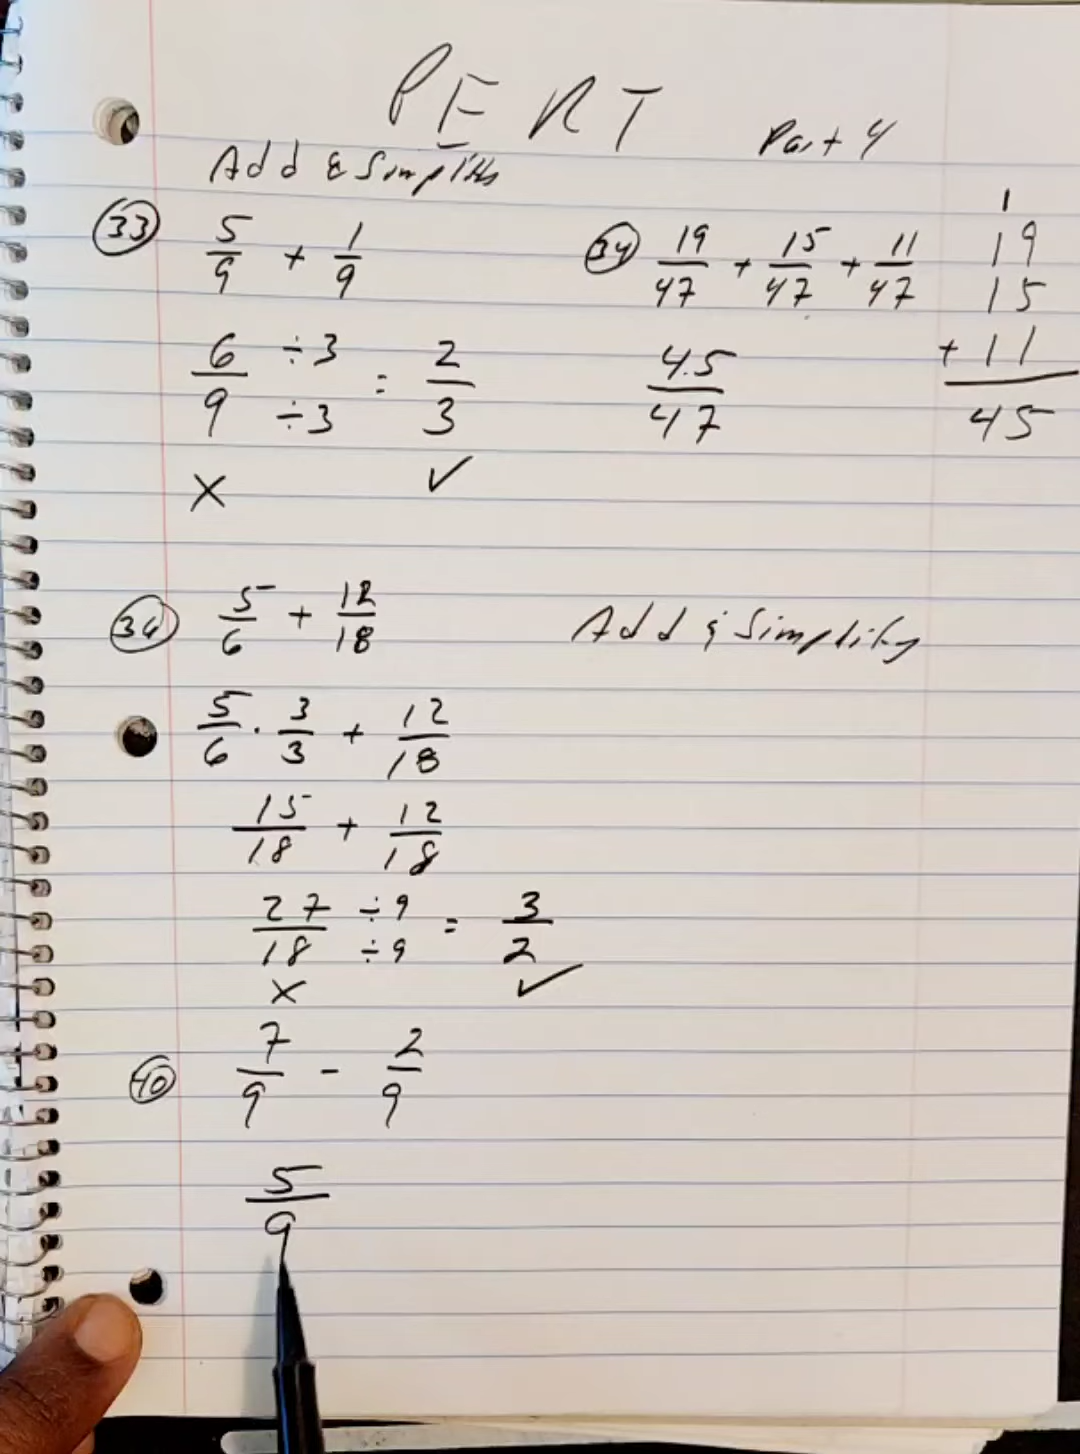 PERT
Part 4
Add & Simplify
33 5/9 + 1/9
6/9 ÷3/÷3 = 2/3
X ✓
34 19/47 + 15/47 + 11/47
45/47
1
19
15
+ 11
45
36 5/6 + 12/18
Add & Simplify
5/6 · 3/3 + 12/18
15/18 + 12/18
27/18 ÷9/÷9 = 3/2
X ✓
40 7/9 - 2/9
5/9